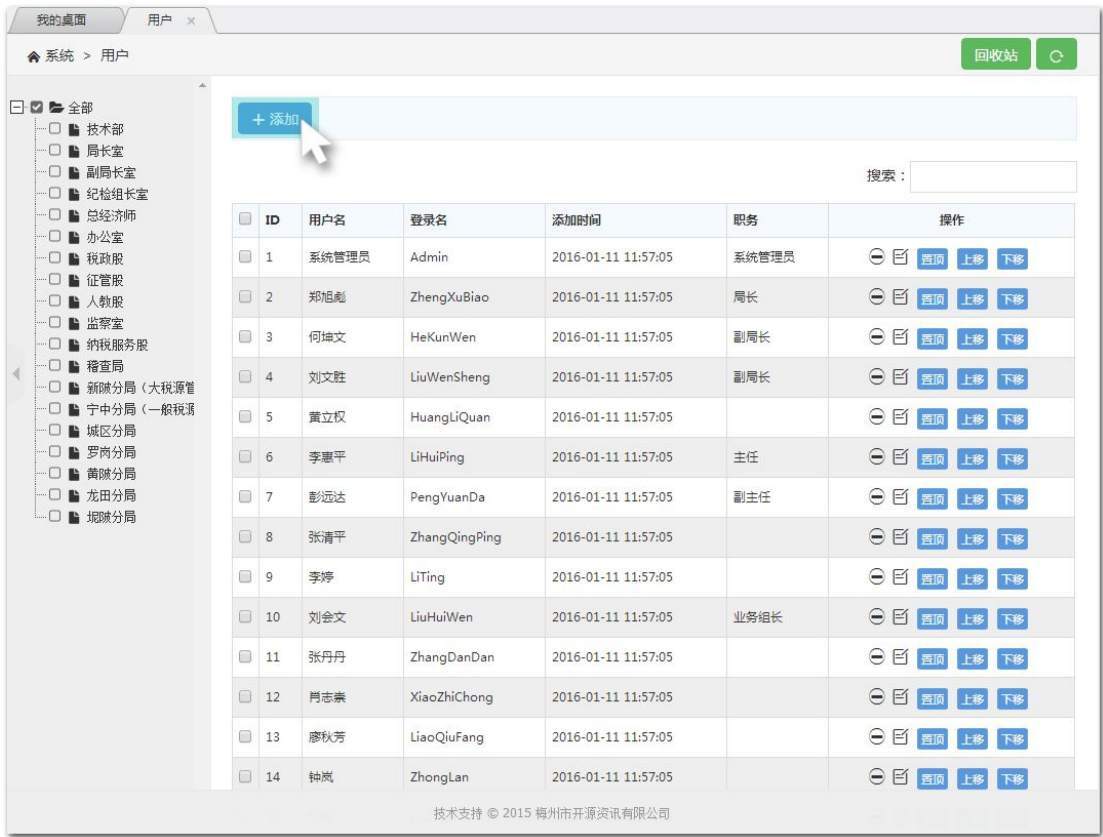 我的桌面 用户 ×
系统 > 用户 回收站
全部
技术部
局长室
副局长室
纪检组长室
总经济师
办公室
税政股
征管股
人教股
监察室
纳税服务股
稽查局
新陂分局（大税源管
宁中分局（一般税源
城区分局
罗岗分局
黄陂分局
龙田分局
坭陂分局
+ 添加
搜索：
ID 用户名 登录名 添加时间 职务 操作
1 系统管理员 Admin 2016-01-11 11:57:05 系统管理员 置顶 上移 下移
2 郑旭彪 ZhengXuBiao 2016-01-11 11:57:05 局长 置顶 上移 下移
3 何坤文 HeKunWen 2016-01-11 11:57:05 副局长 置顶 上移 下移
4 刘文胜 LiuWenSheng 2016-01-11 11:57:05 副局长 置顶 上移 下移
5 黄立权 HuangLiQuan 2016-01-11 11:57:05 置顶 上移 下移
6 李惠平 LiHuiPing 2016-01-11 11:57:05 主任 置顶 上移 下移
7 彭远达 PengYuanDa 2016-01-11 11:57:05 副主任 置顶 上移 下移
8 张清平 ZhangQingPing 2016-01-11 11:57:05 置顶 上移 下移
9 李婷 LiTing 2016-01-11 11:57:05 置顶 上移 下移
10 刘会文 LiuHuiWen 2016-01-11 11:57:05 业务组长 置顶 上移 下移
11 张丹丹 ZhangDanDan 2016-01-11 11:57:05 置顶 上移 下移
12 肖志崇 XiaoZhiChong 2016-01-11 11:57:05 置顶 上移 下移
13 廖秋芳 LiaoQiuFang 2016-01-11 11:57:05 置顶 上移 下移
14 钟岚 ZhongLan 2016-01-11 11:57:05 置顶 上移 下移
技术支持 © 2015 梅州市开源资讯有限公司